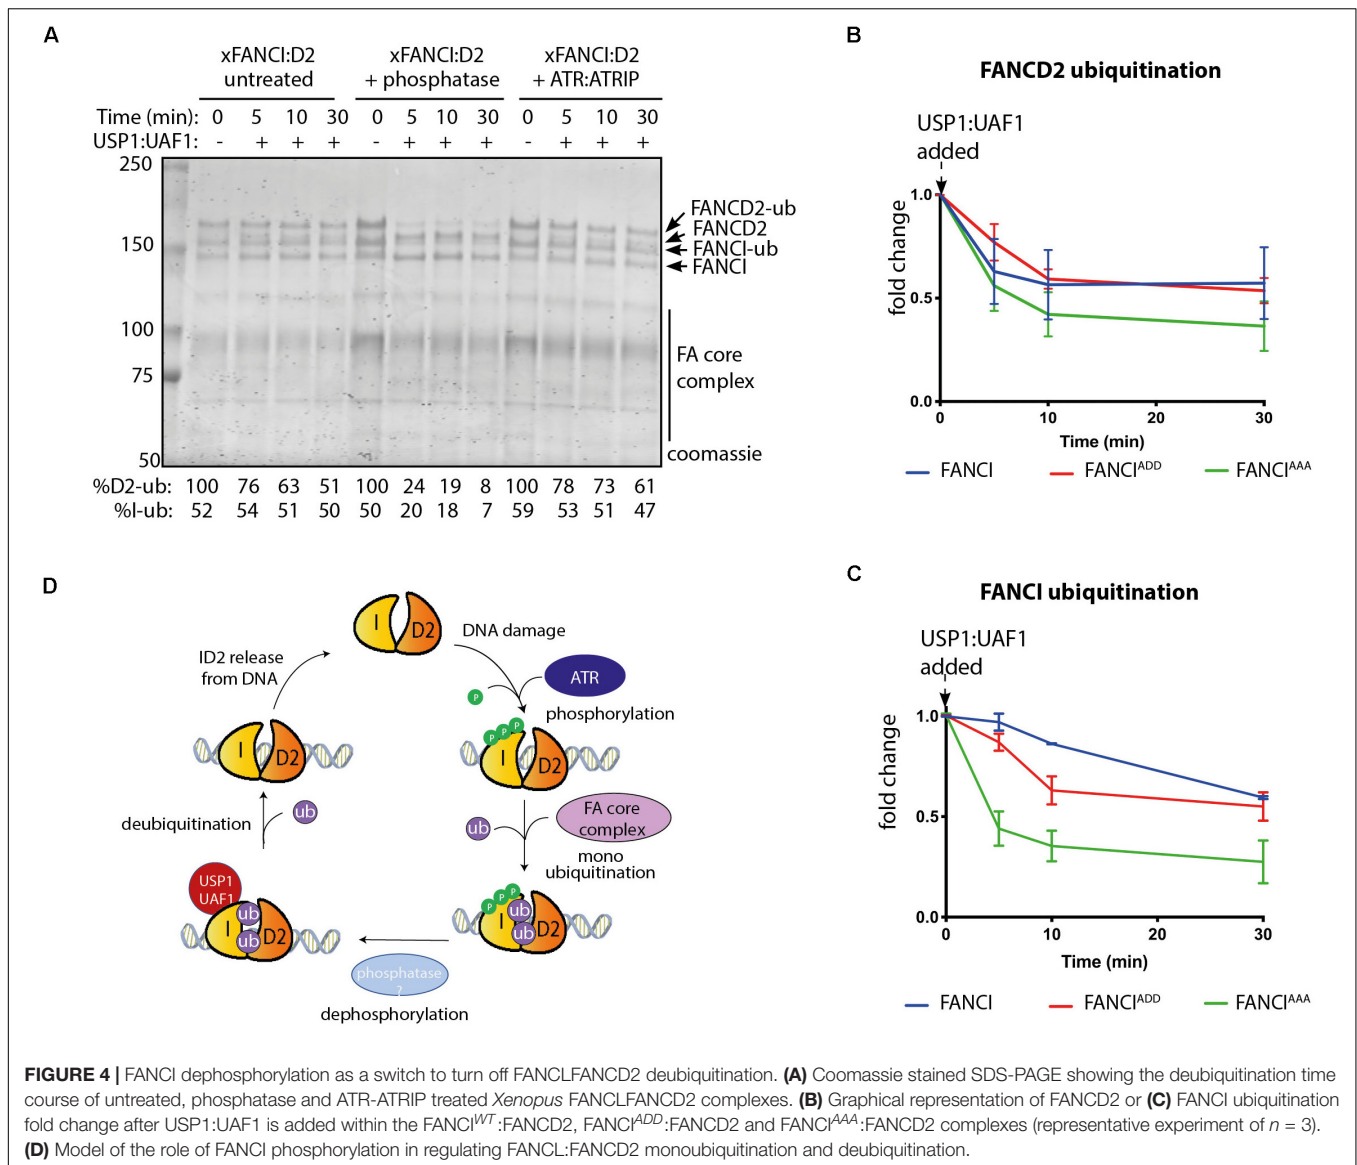 A
xFANCI:D2 untreated
xFANCI:D2 + phosphatase
xFANCI:D2 + ATR:ATRIP
Time (min): 0 5 10 30 0 5 10 30 0 5 10 30
USP1:UAF1: - + + + - + + + - + + +
250
150
100
75
50
FANCD2-ub
FANCD2
FANCI-ub
FANCI
FA core
complex
coomassie
%D2-ub: 100 76 63 51 100 24 19 8 100 78 73 61
%I-ub: 52 54 51 50 50 20 18 7 59 53 51 47
B
FANCD2 ubiquitination
USP1:UAF1
added
fold change
1.0
0.5
0.0
0 10 20 30
Time (min)
FANCI FANCI^ADD FANCI^AAA
C
FANCI ubiquitination
USP1:UAF1
added
fold change
1.0
0.5
0.0
0 10 20 30
Time (min)
FANCI FANCI^ADD FANCI^AAA
D
I D2
DNA damage
ATR
P
phosphorylation
P P P
I D2
FA core
complex
ub
mono
ubiquitination
P P P
I ub ub D2
phosphatase
?
dephosphorylation
USP1
UAF1
I ub ub D2
deubiquitination
ub
I D2
ID2 release
from DNA
FIGURE 4 | FANCI dephosphorylation as a switch to turn off FANCLFANCD2 deubiquitination. (A) Coomassie stained SDS-PAGE showing the deubiquitination time
course of untreated, phosphatase and ATR-ATRIP treated Xenopus FANCLFANCD2 complexes. (B) Graphical representation of FANCD2 or (C) FANCI ubiquitination
fold change after USP1:UAF1 is added within the FANCI^WT:FANCD2, FANCI^ADD:FANCD2 and FANCI^AAA:FANCD2 complexes (representative experiment of n = 3).
(D) Model of the role of FANCI phosphorylation in regulating FANCL:FANCD2 monoubiquitination and deubiquitination.